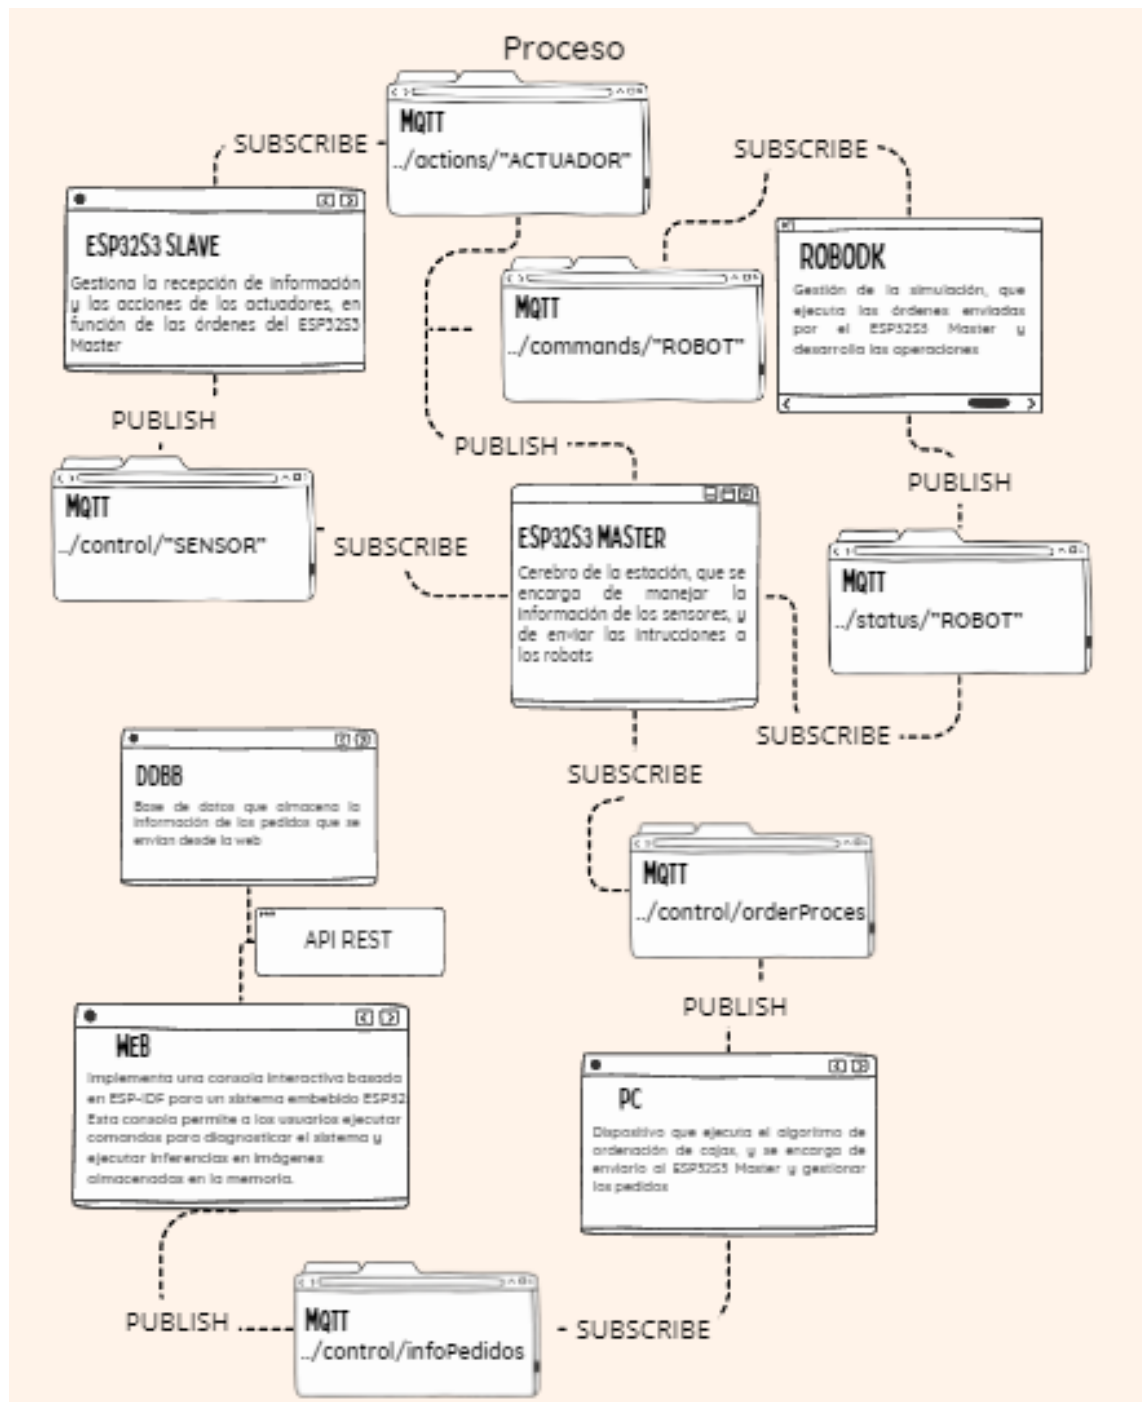 Proceso
MQTT
../actions/"ACTUADOR"
SUBSCRIBE
SUBSCRIBE
ESP32S3 SLAVE
Gestiona la recepción de información
y las acciones de los actuadores, en
función de las órdenes del ESP32S3
Master
MQTT
../commands/"ROBOT"
ROBODK
Gestión de la simulación, que
ejecuta las órdenes enviadas
por el ESP32S3 Master y
desarrolla las operaciones
PUBLISH
PUBLISH
PUBLISH
MQTT
../control/"SENSOR"
SUBSCRIBE
ESP32S3 MASTER
Cerebro de la estación, que se
encarga de manejar la
información de los sensores, y
de enviar las intrucciones a
los robots
MQTT
../status/"ROBOT"
SUBSCRIBE
SUBSCRIBE
DDBB
Base de datos que almacena la
información de los pedidos que se
envían desde la web
MQTT
../control/orderProces
API REST
PUBLISH
WEB
Implementa una consola interactiva basada
en ESP-IDF para un sistema embebido ESP32
Esta consola permite a los usuarios ejecutar
comandos para diagnosticar el sistema y
ejecutar inferencias en imágenes
almacenadas en la memoria.
PC
Dispositivo que ejecuta el algoritmo de
ordenación de cajas, y se encarga de
enviarlo al ESP32S3 Master y gestionar
los pedidos
PUBLISH
MQTT
../control/infoPedidos
SUBSCRIBE